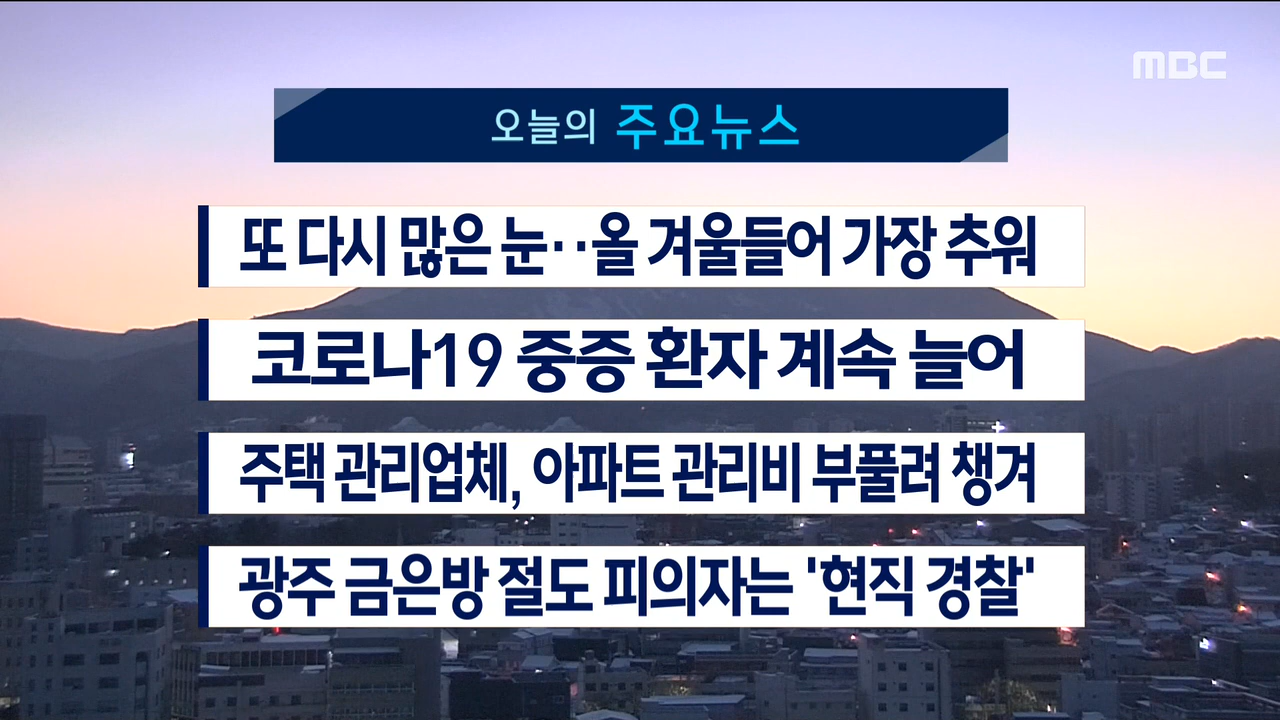 MBC
오늘의 주요뉴스
또 다시 많은 눈··올 겨울들어 가장 추워
코로나19 중증 환자 계속 늘어
주택 관리업체, 아파트 관리비 부풀려 챙겨
광주 금은방 절도 피의자는 '현직 경찰'